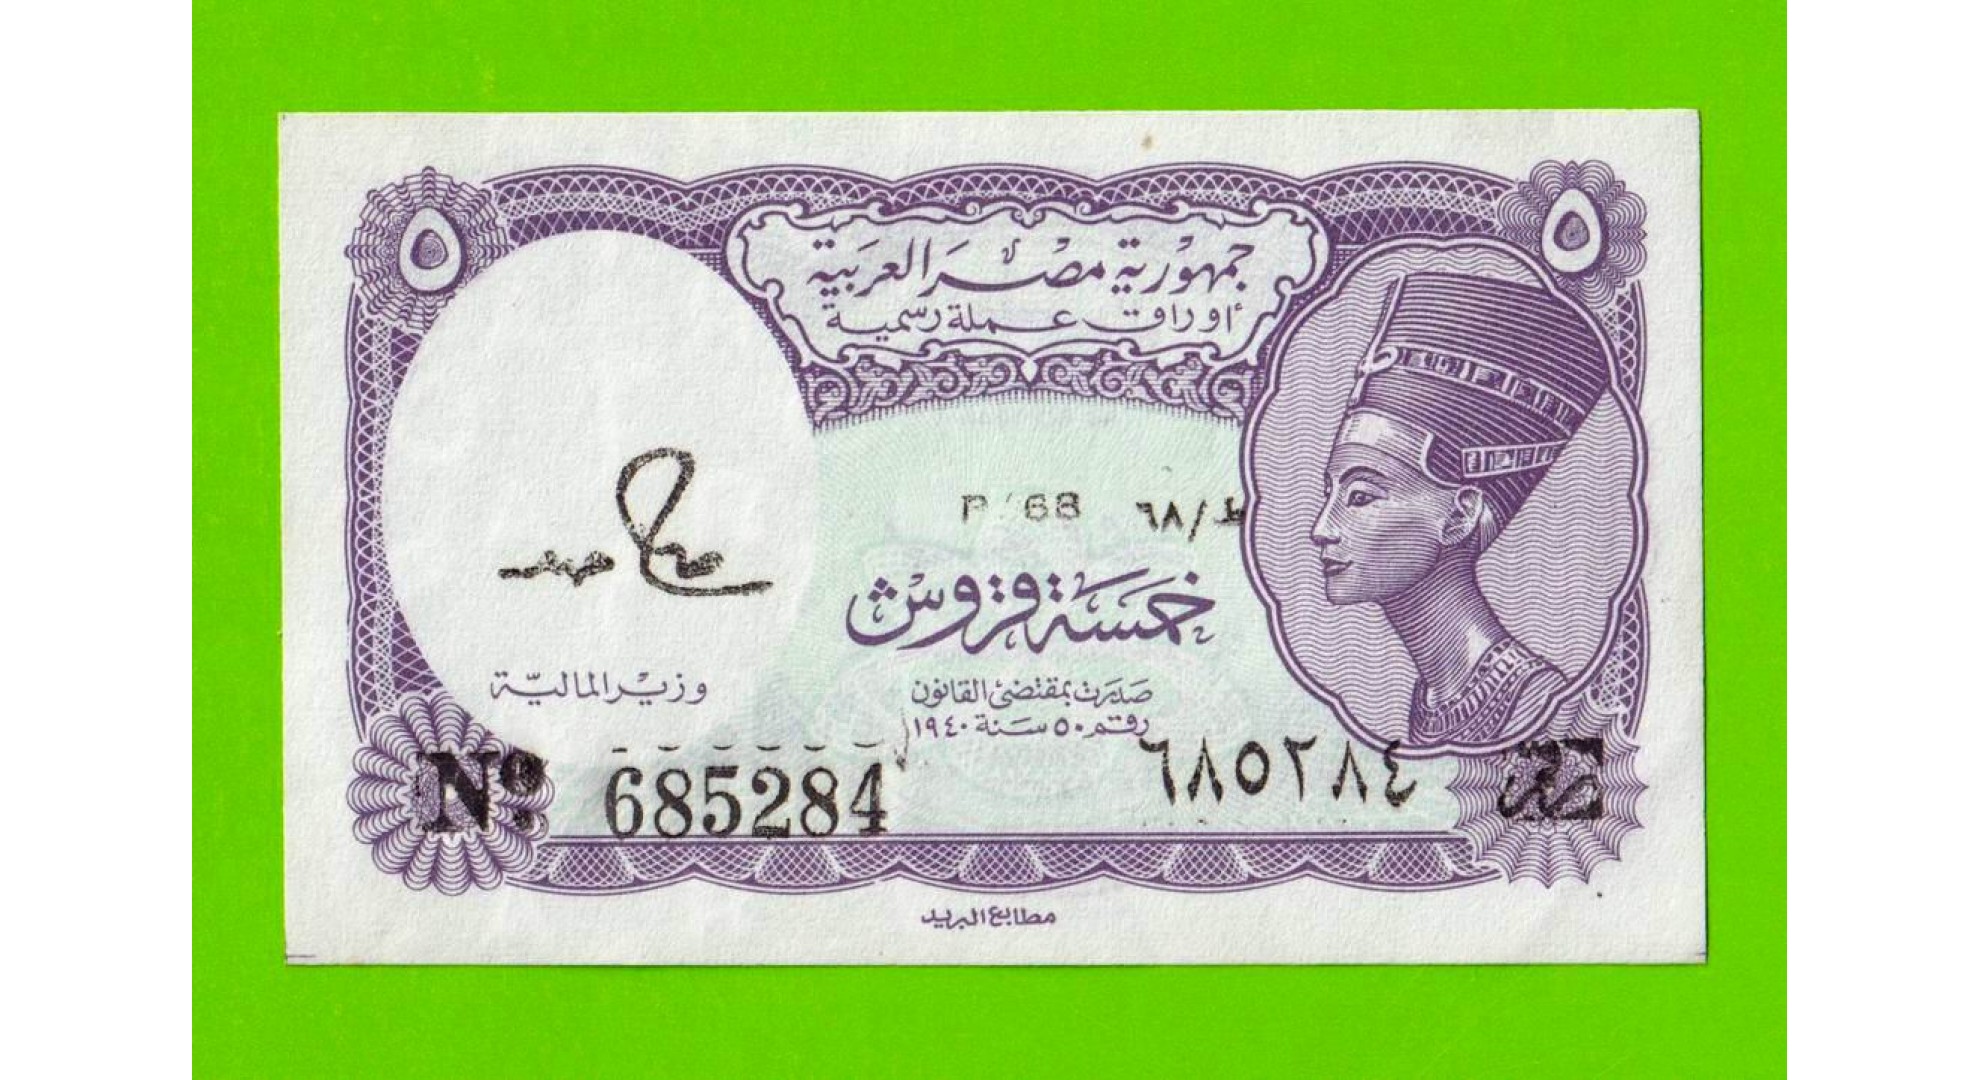 ٥ ٥
جمهورية مصر العربية
أوراق عملة رسمية
P/68 ٦٨/ط
خمسة قروش
صدرت بمقتضى القانون
رقم ٥٠ سنة ١٩٤٠
وزير المالية
Nº 685284 ٦٨٥٢٨٤
مطابع البريد